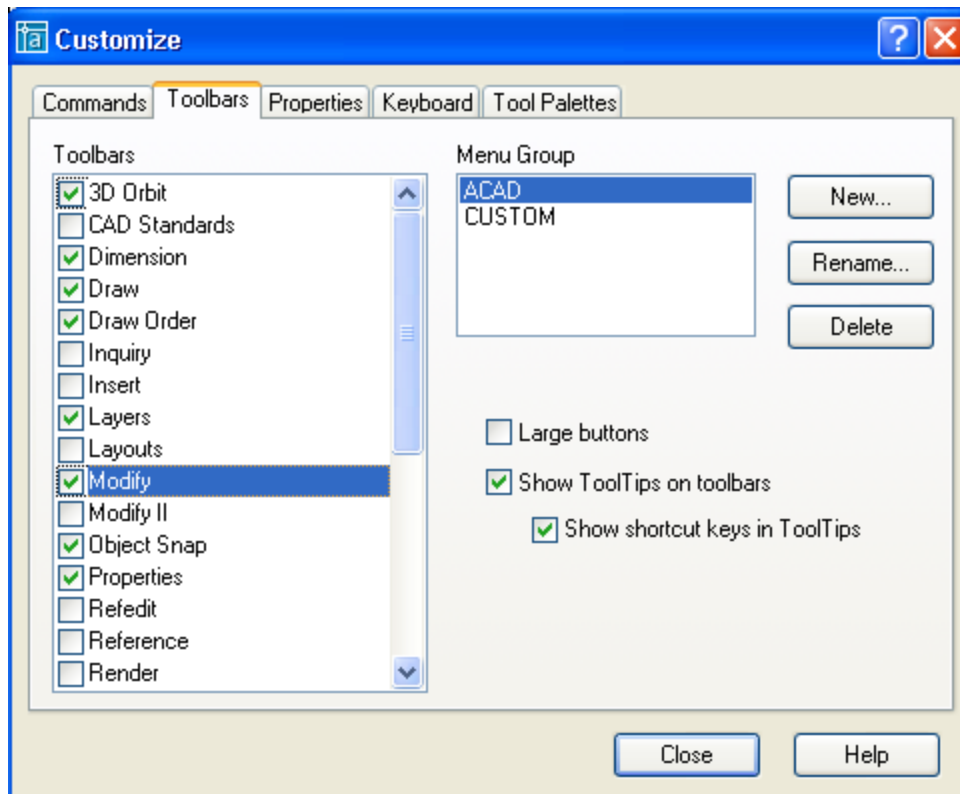 Customize
Commands Toolbars Properties Keyboard Tool Palettes
Toolbars
3D Orbit
CAD Standards
Dimension
Draw
Draw Order
Inquiry
Insert
Layers
Layouts
Modify
Modify II
Object Snap
Properties
Refedit
Reference
Render
Menu Group
ACAD
CUSTOM
New...
Rename...
Delete
Large buttons
Show ToolTips on toolbars
Show shortcut keys in ToolTips
Close Help